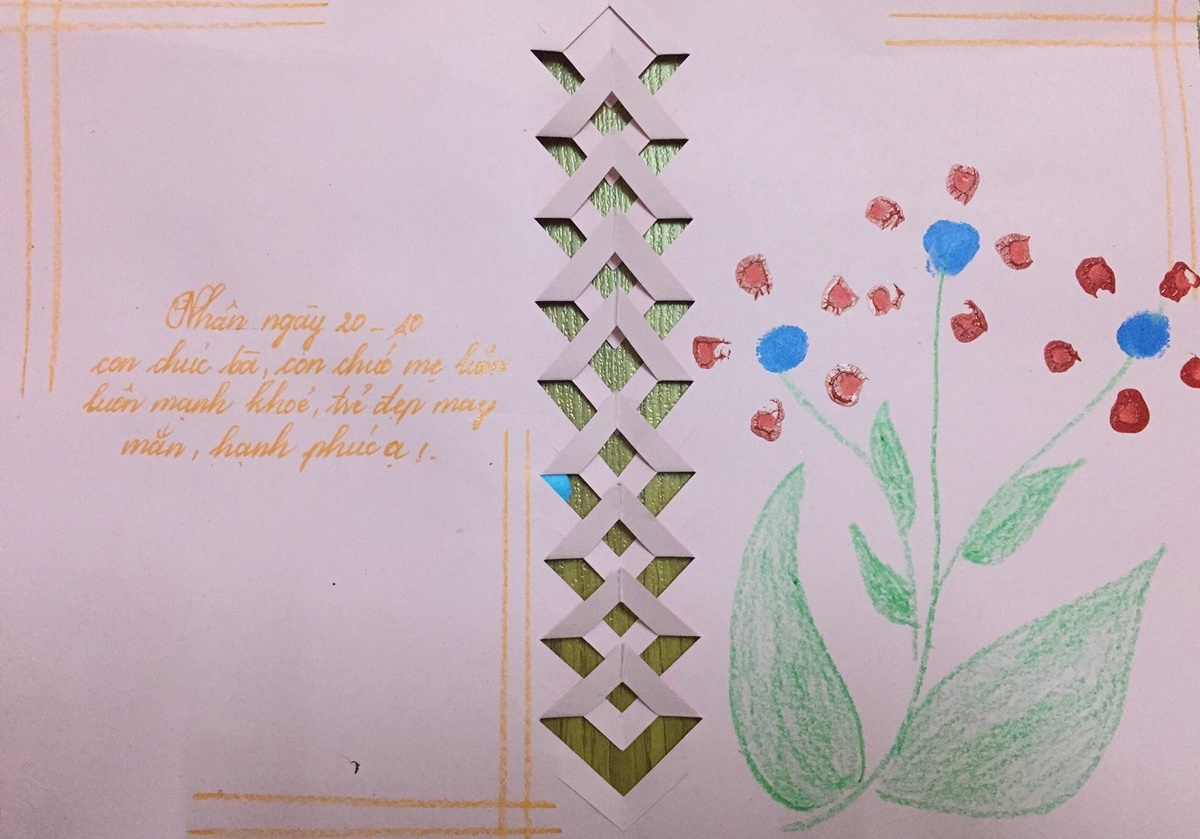 Nhân ngày 20 - 10
con chúc bà, con chúc mẹ luôn
luôn mạnh khoẻ, trẻ đẹp may
mắn, hạnh phúc ạ !.